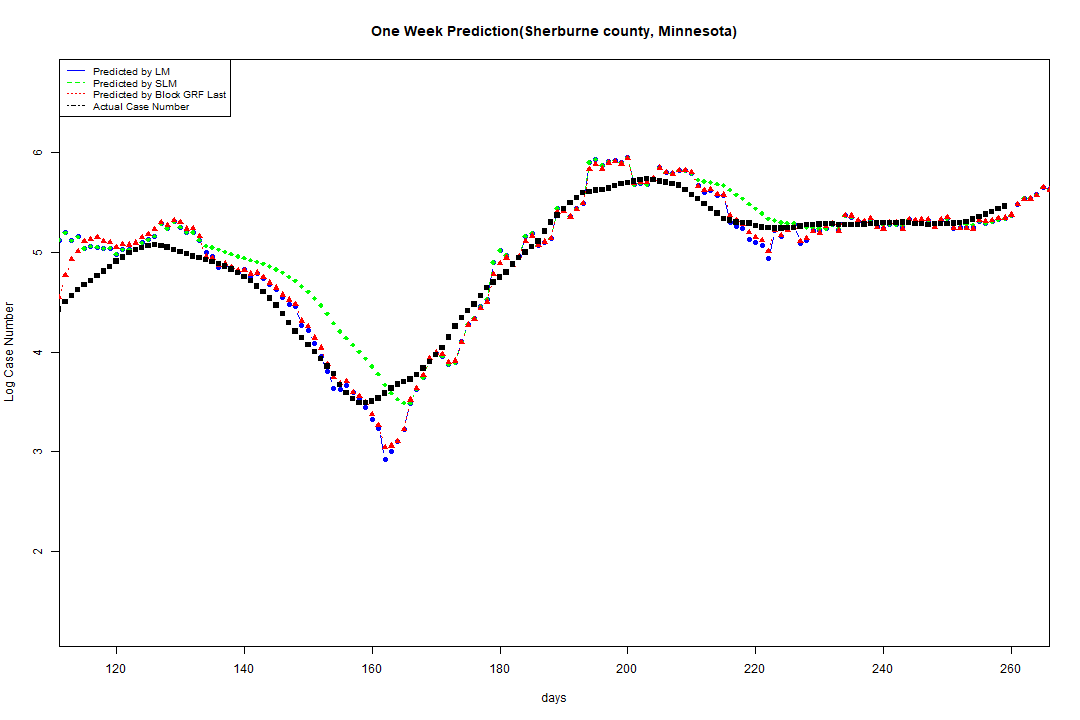 One Week Prediction(Sherburne county, Minnesota)
Predicted by LM
Predicted by SLM
Predicted by Block GRF Last
Actual Case Number
6
5
4
3
2
Log Case Number
120 140 160 180 200 220 240 260
days